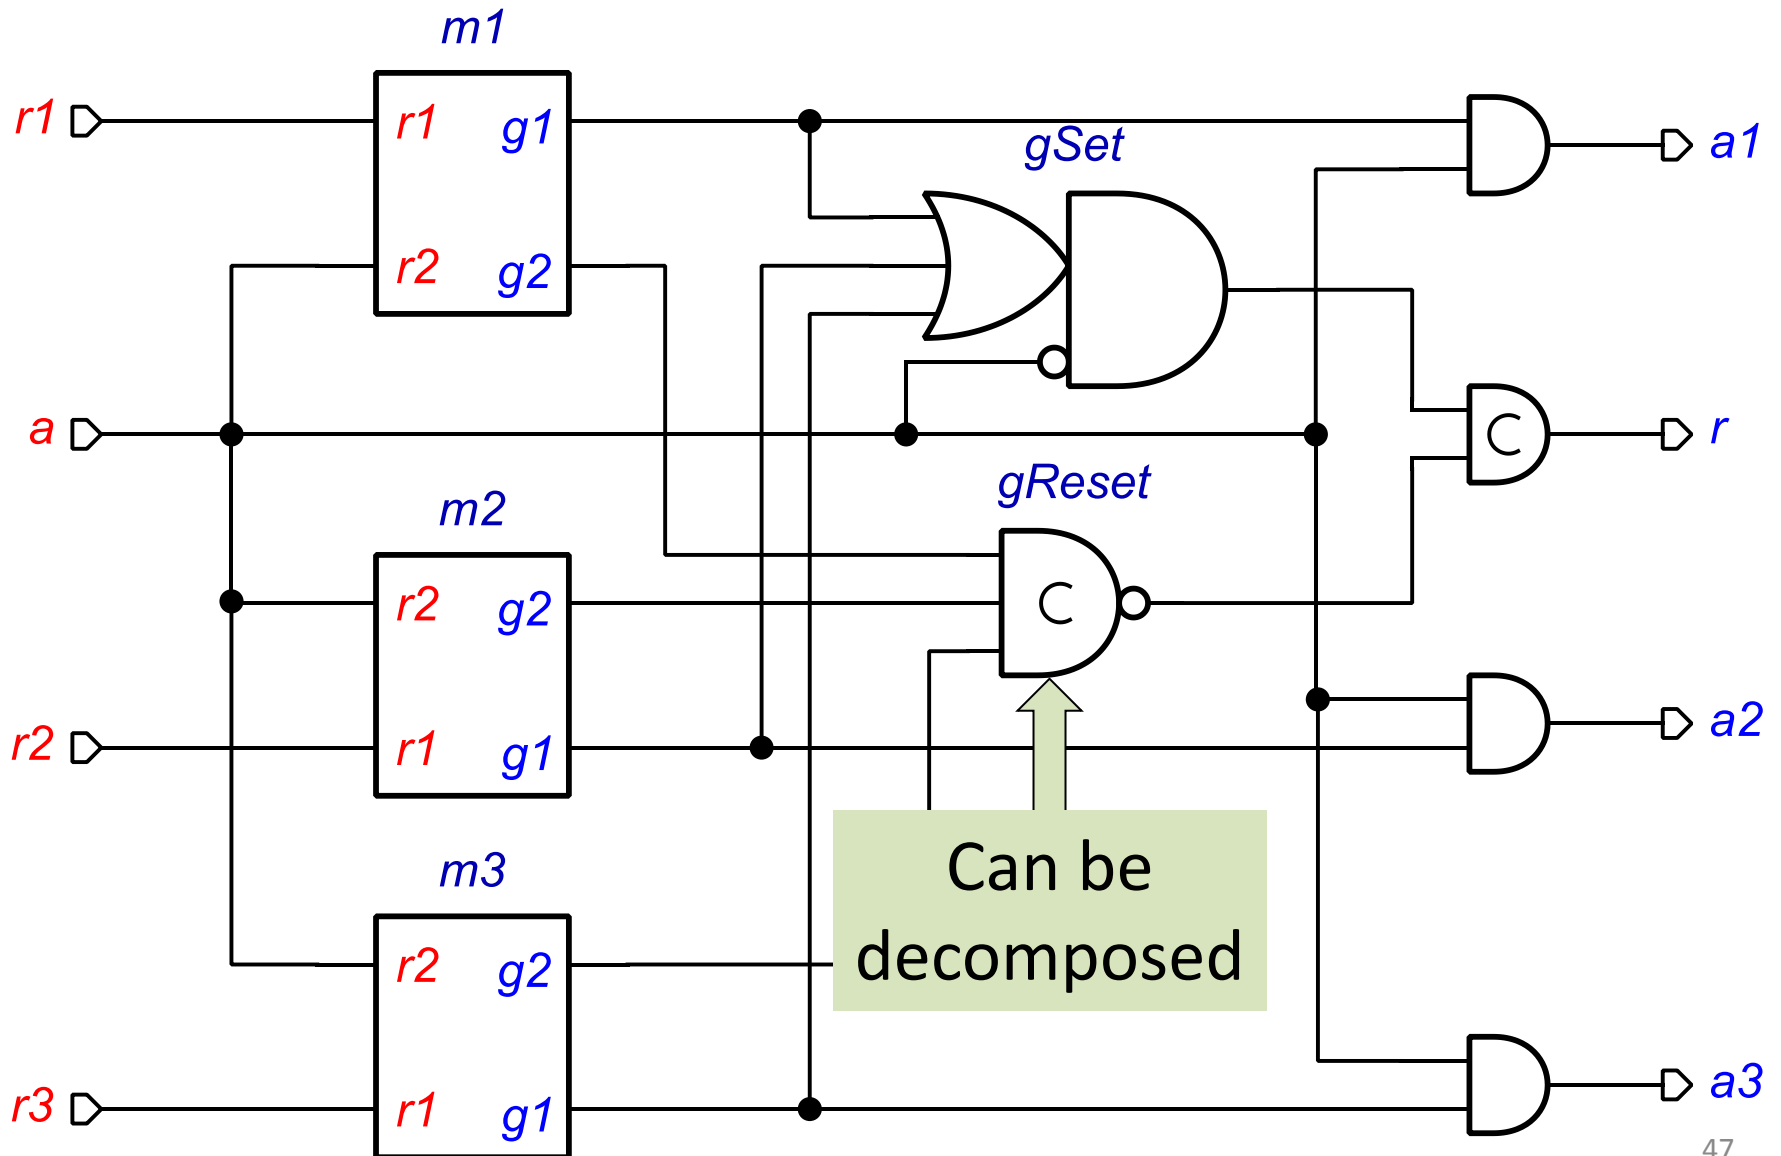 m1
r1
r1 g1
gSet
a1
r2 g2
a
C
r
m2
gReset
r2 g2
C
r2
r1 g1
a2
Can be
decomposed
m3
r2 g2
r3
r1 g1
a3
47